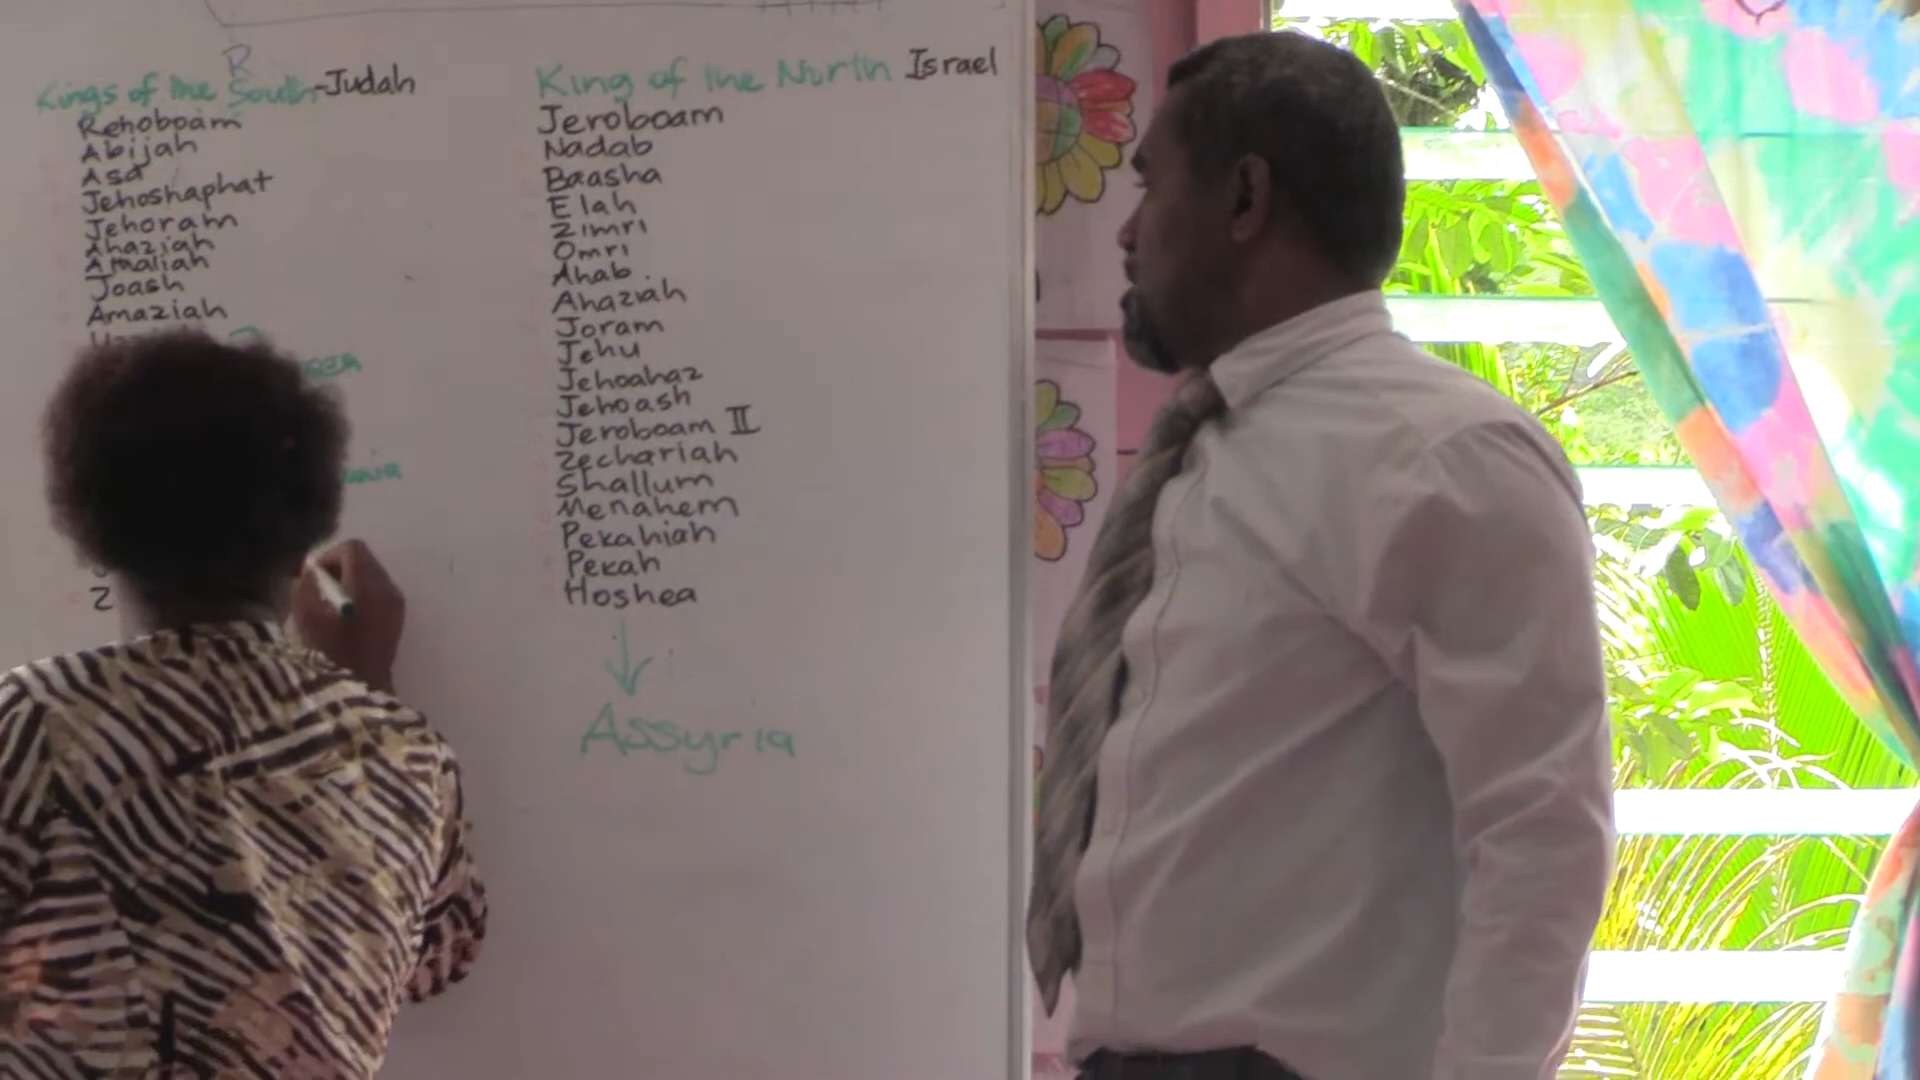 R
Kings of the South-Judah
Rehoboam
Abijah
Asa
Jehoshaphat
Jehoram
Ahaziah
Athaliah
Joash
Amaziah
Z
King of the North Israel
Jeroboam
Nadab
Baasha
Elah
Zimri
Omri
Ahab
Ahaziah
Joram
Jehu
Jehoahaz
Jehoash
Jeroboam II
Zechariah
Shallum
Menahem
Pekahiah
Pekah
Hoshea
Assyria